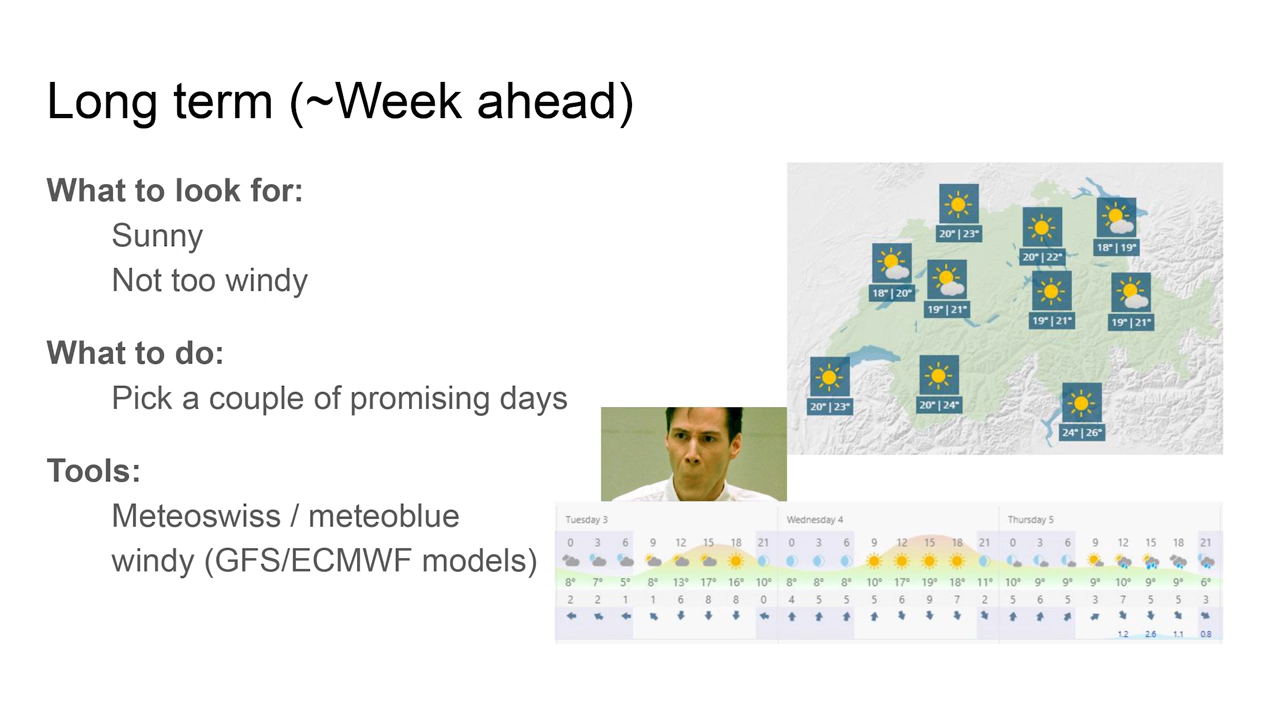 Long term (~Week ahead)
What to look for:
Sunny
Not too windy
What to do:
Pick a couple of promising days
Tools:
Meteoswiss / meteoblue
windy (GFS/ECMWF models)
20° | 23°
20° | 22°
18° | 19°
18° | 20°
19° | 21°
19° | 21°
19° | 21°
20° | 23°
20° | 24°
24° | 26°
Tuesday 3 Wednesday 4 Thursday 5
0 3 6 9 12 15 18 21 0 3 6 9 12 15 18 21 0 3 6 9 12 15 18 21
8° 7° 5° 8° 13° 17° 16° 10° 8° 8° 8° 10° 17° 19° 18° 11° 10° 9° 9° 9° 10° 9° 9° 6°
2 2 1 1 6 8 8 0 4 5 5 5 6 9 7 2 5 6 5 3 7 5 5 3
1.2 2.6 1.1 0.8